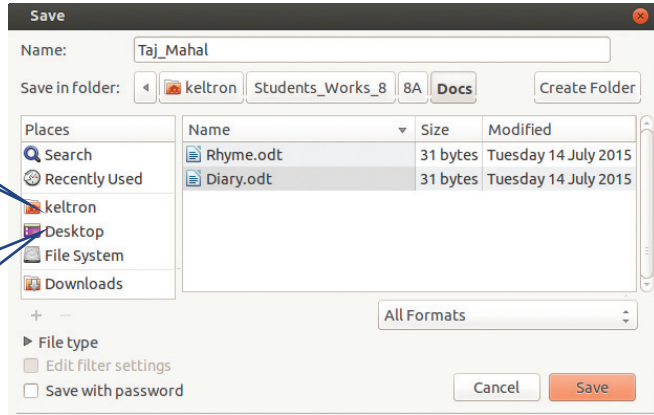 Save
Name: Taj_Mahal
Save in folder: keltron Students_Works_8 8A Docs Create Folder
Places Name Size Modified
Search Rhyme.odt 31 bytes Tuesday 14 July 2015
Recently Used Diary.odt 31 bytes Tuesday 14 July 2015
keltron
Desktop
File System
Downloads
All Formats
File type
Edit filter settings
Save with password Cancel Save